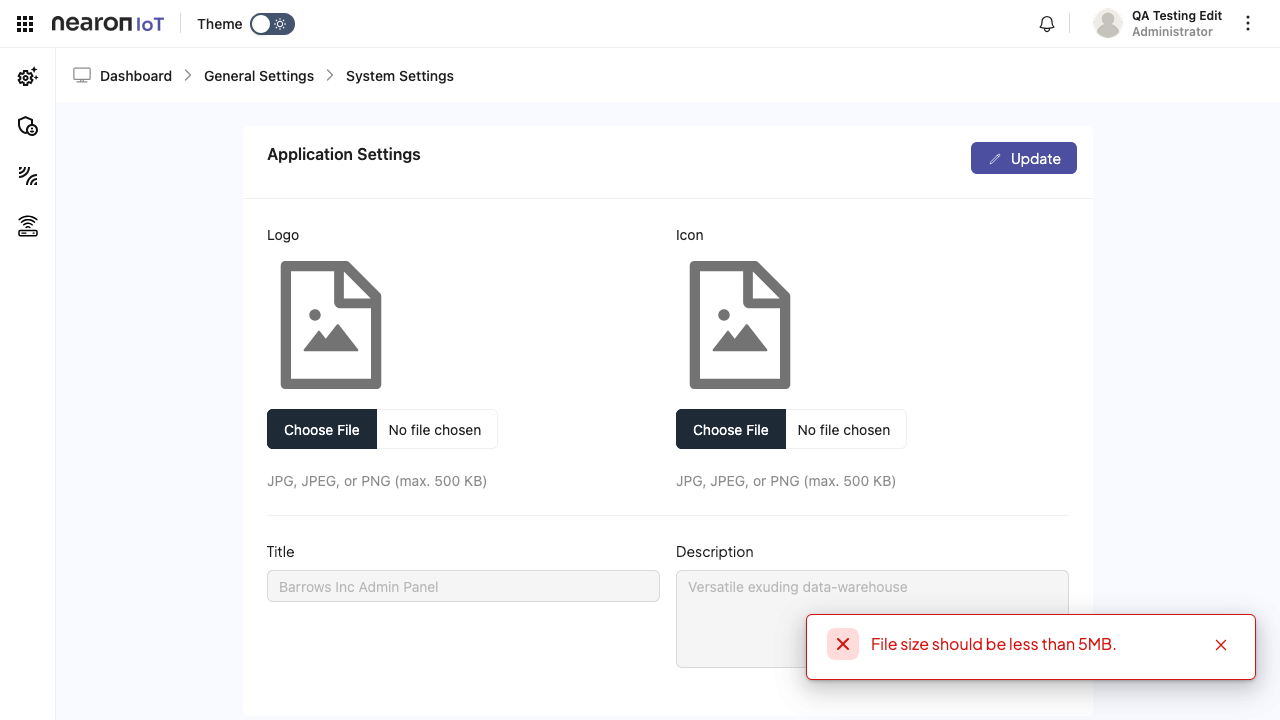 nearon IoT
Theme
QA Testing Edit
Administrator
Dashboard > General Settings > System Settings
Application Settings
Update
Logo
Icon
Choose File No file chosen
Choose File No file chosen
JPG, JPEG, or PNG (max. 500 KB)
JPG, JPEG, or PNG (max. 500 KB)
Title
Description
Barrows Inc Admin Panel
Versatile exuding data-warehouse
File size should be less than 5MB.